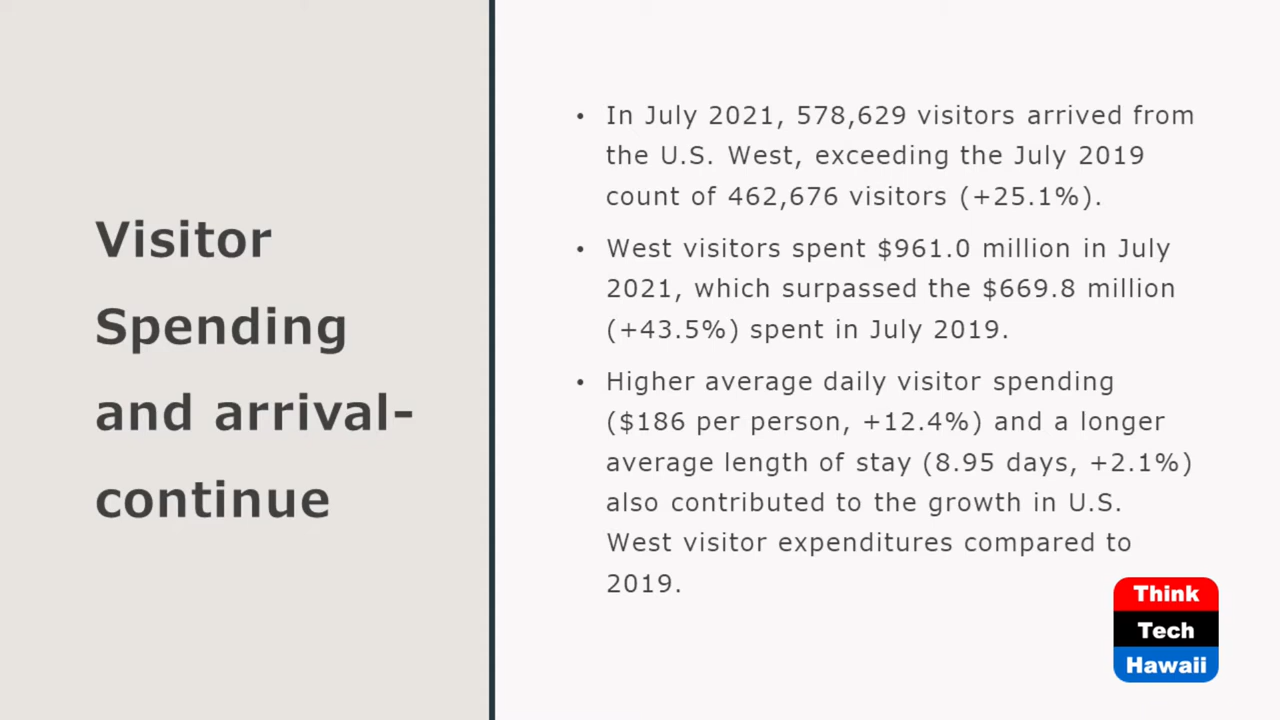 Visitor
Spending
and arrival-
continue
• In July 2021, 578,629 visitors arrived from
the U.S. West, exceeding the July 2019
count of 462,676 visitors (+25.1%).
• West visitors spent $961.0 million in July
2021, which surpassed the $669.8 million
(+43.5%) spent in July 2019.
• Higher average daily visitor spending
($186 per person, +12.4%) and a longer
average length of stay (8.95 days, +2.1%)
also contributed to the growth in U.S.
West visitor expenditures compared to
2019.
Think
Tech
Hawaii